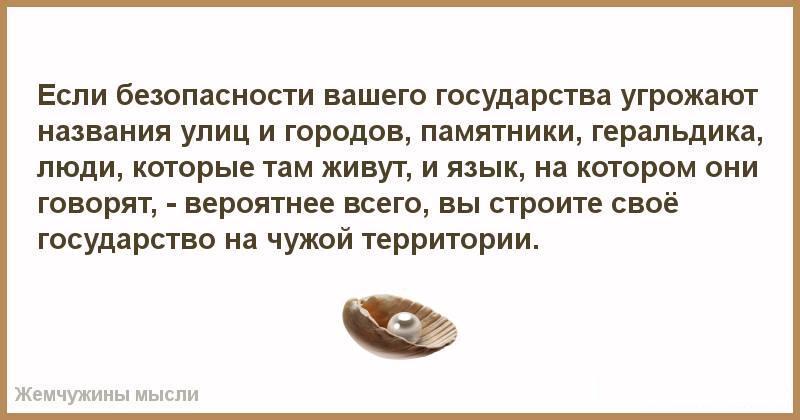 Если безопасности вашего государства угрожают
названия улиц и городов, памятники, геральдика,
люди, которые там живут, и язык, на котором они
говорят, - вероятнее всего, вы строите своё
государство на чужой территории.
Жемчужины мысли